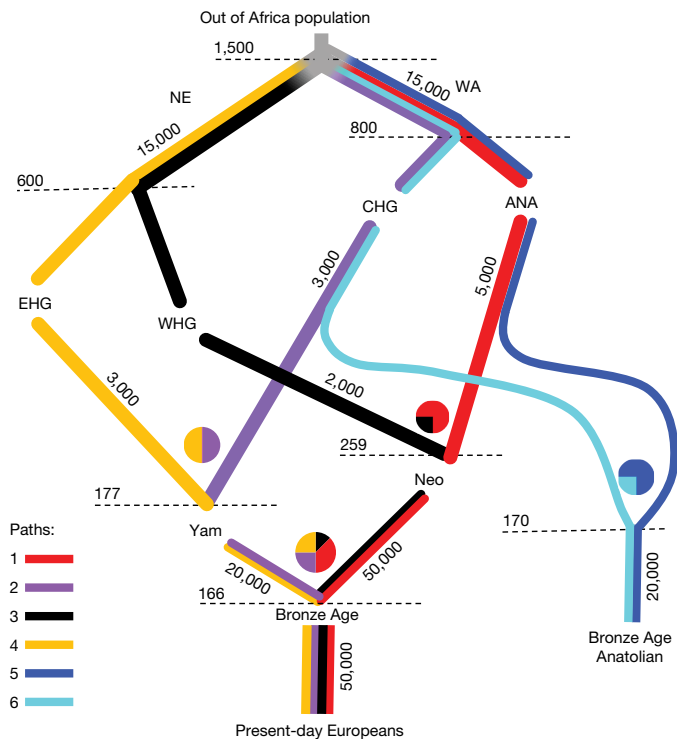 Out of Africa population
1,500
15,000
WA
NE
15,000
800
600
CHG
ANA
3,000
5,000
EHG
WHG
3,000
2,000
259
177
Neo
170
Paths:
Yam
1
2
3
4
5
6
20,000
50,000
166
Bronze Age
20,000
Bronze Age
Anatolian
50,000
Present-day Europeans